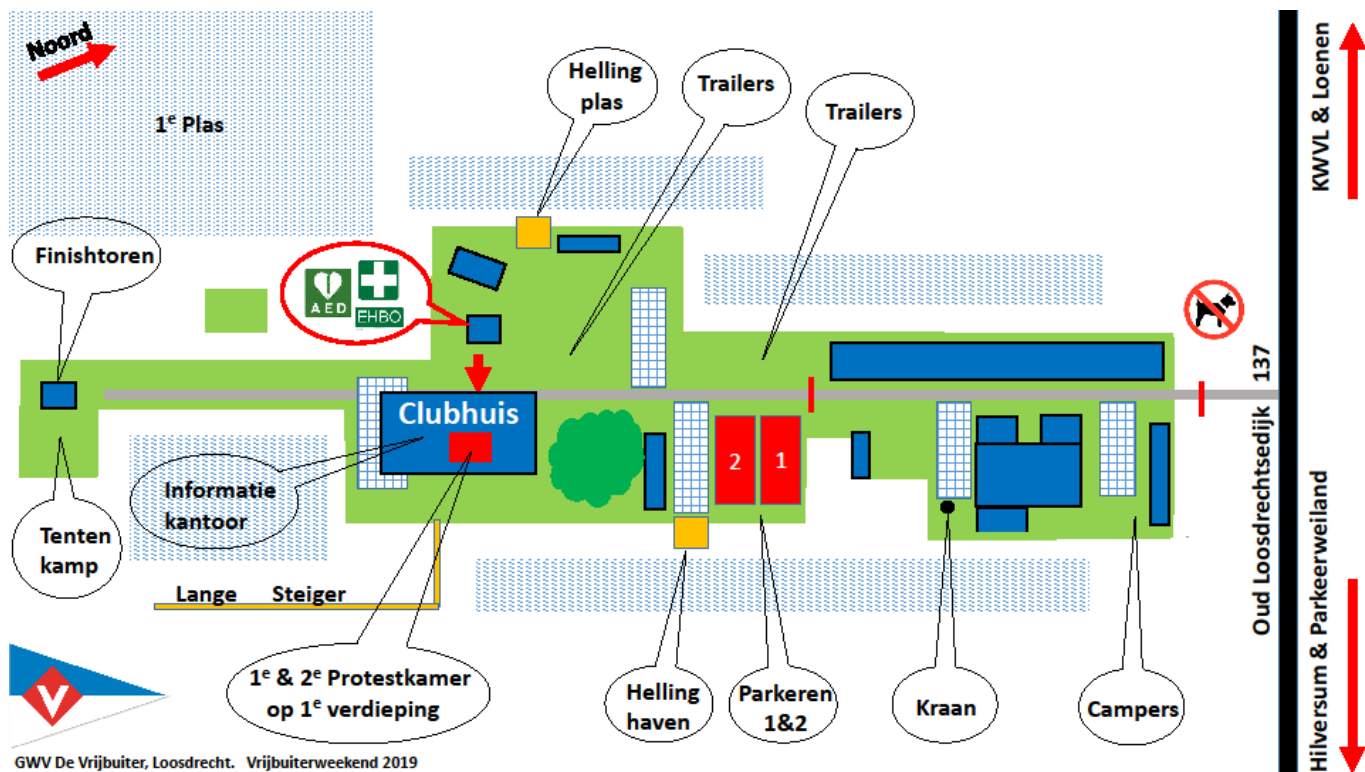 Noord
1e Plas
Helling
plas
Trailers
Trailers
KWVL & Loenen
Finishtoren
AED
EHBO
137
Clubhuis
2
1
Informatie
kantoor
Tenten
kamp
Lange Steiger
1e & 2e Protestkamer
op 1e verdieping
Helling
haven
Parkeren
1&2
Kraan
Campers
Oud Loosdrechtsedijk
Hilversum & Parkeerweiland
V
GWV De Vrijbuiter, Loosdrecht. Vrijbuiterweekend 2019